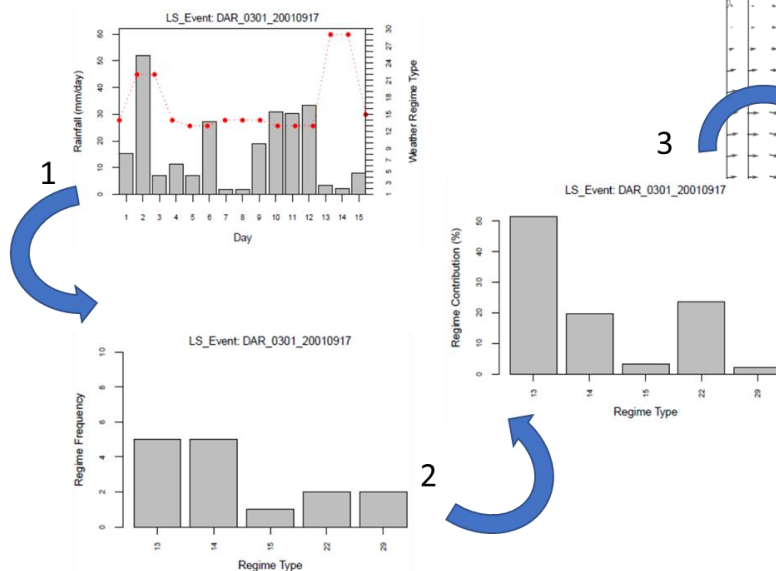 LS_Event: DAR_0301_20010917
Rainfall (mm/day)
0 10 20 30 40 50 60
Weather Regime Type
1 3 5 7 9 12 15 18 21 24 27 30
1 2 3 4 5 6 7 8 9 10 11 12 13 14 15
Day
1
3
LS_Event: DAR_0301_20010917
Regime Contribution (%)
0 10 20 30 40 50
13 14 15 22 29
Regime Type
LS_Event: DAR_0301_20010917
Regime Frequency
0 2 4 6 8 10
13 14 15 22 29
Regime Type
2